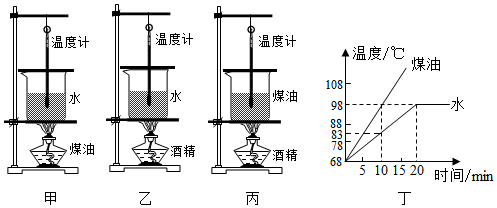 温度计
水
煤油
甲
温度计
水
酒精
乙
温度计
煤油
酒精
丙
温度/℃
煤油
水
108
98
88
83
78
68
5 10 15 20 时间/min
丁